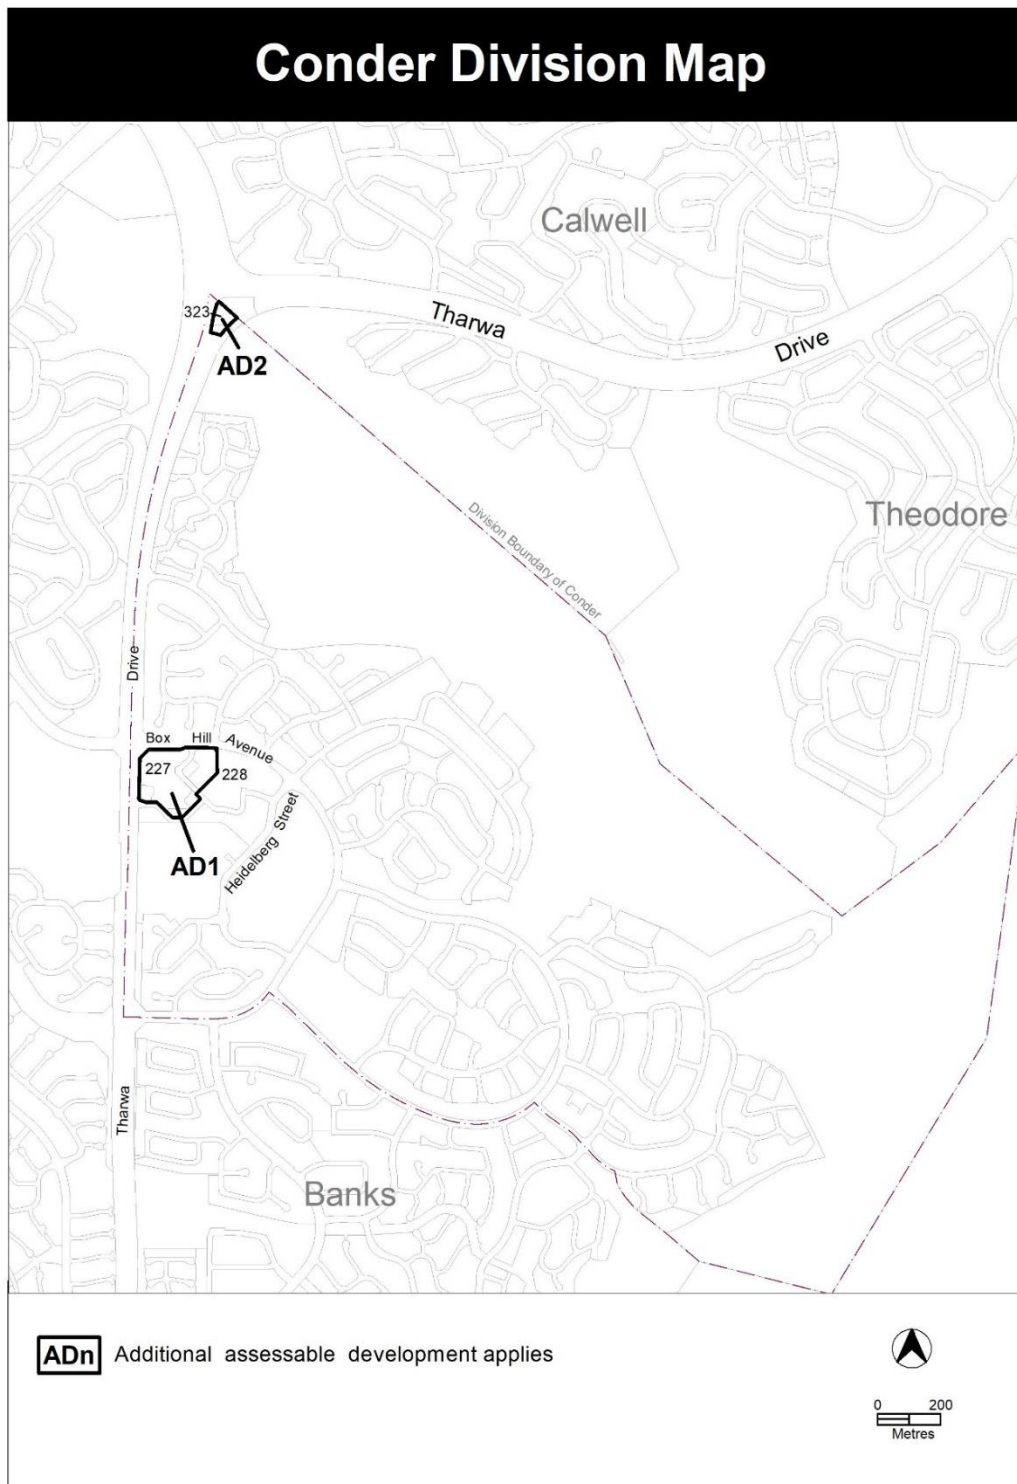 Conder Division Map
Calwell
Tharwa
Drive
323
AD2
Theodore
Division Boundary of Conder
Drive
Box Hill Avenue
227
228
Heidelberg Street
AD1
Tharwa
Banks
ADn Additional assessable development applies
0 200
Metres